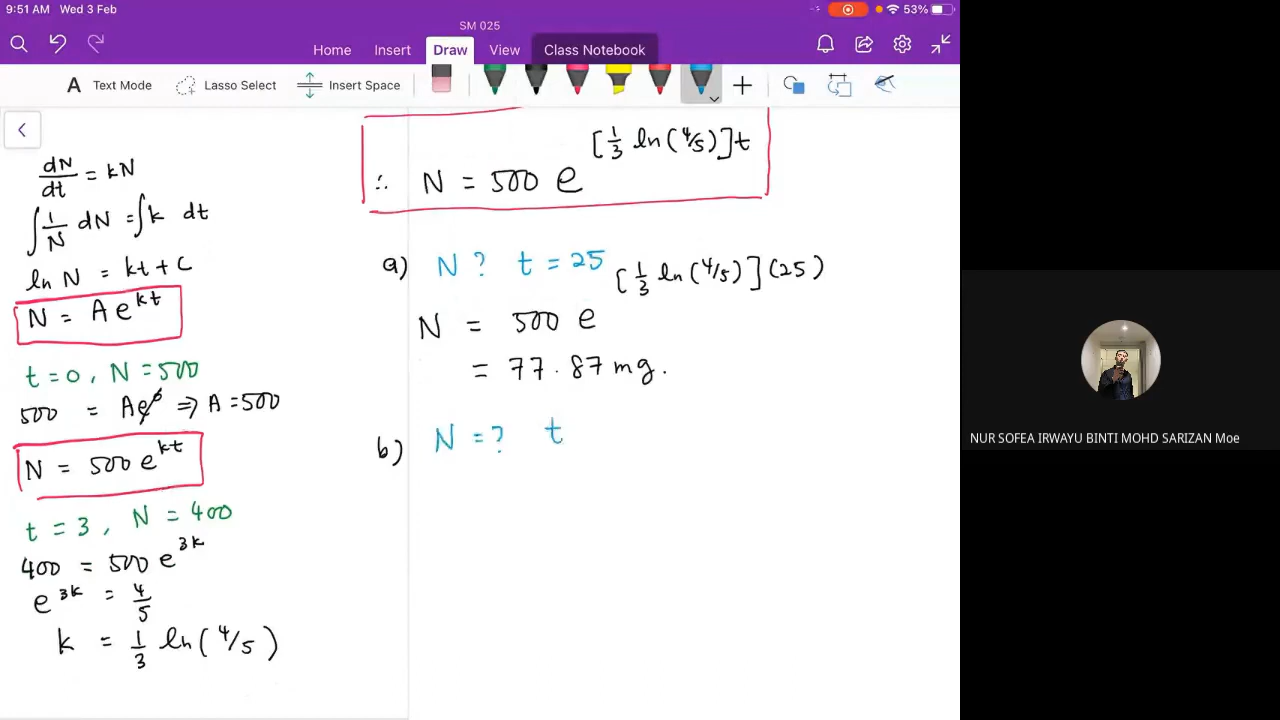 9:51 AM Wed 3 Feb
53%
SM 025
Home Insert Draw View Class Notebook
A Text Mode Lasso Select Insert Space
dN/dt = kN
∫ 1/N dN = ∫ k dt
ln N = kt + C
N = A e^{kt}
t = 0, N = 500
500 = A e^0 ⇒ A = 500
N = 500 e^{kt}
t = 3, N = 400
400 = 500 e^{3k}
e^{3k} = 4/5
k = 1/3 ln(4/5)
∴ N = 500 e^{[1/3 ln(4/5)]t}
a) N ? t = 25
N = 500 e^{[1/3 ln(4/5)](25)}
= 77.87 mg.
b) N = ? t
NUR SOFEA IRWAYU BINTI MOHD SARIZAN Moe